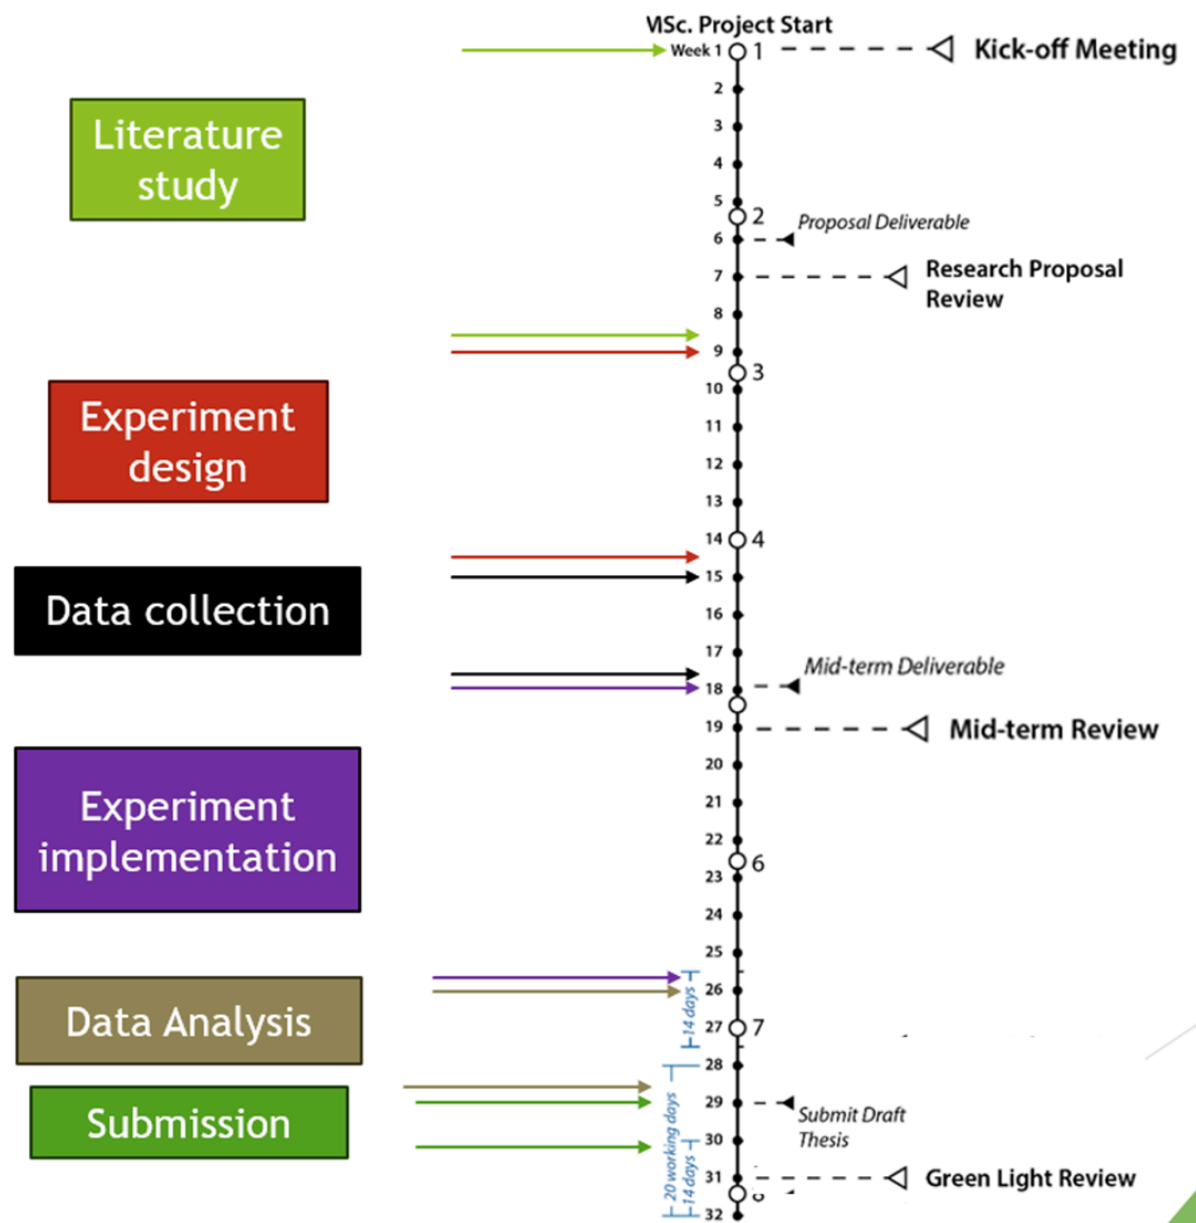 MSc. Project Start
Week 1
1
Kick-off Meeting
2
Literature
study
3
4
5
2
Proposal Deliverable
6
7
Research Proposal
Review
8
9
3
10
Experiment
design
11
12
13
14
4
15
Data collection
16
17
Mid-term Deliverable
18
19
Mid-term Review
20
Experiment
implementation
21
22
6
23
24
25
26
14 days
Data Analysis
27
7
28
Submission
29
Submit Draft
Thesis
20 working days
30
14 days
31
Green Light Review
32